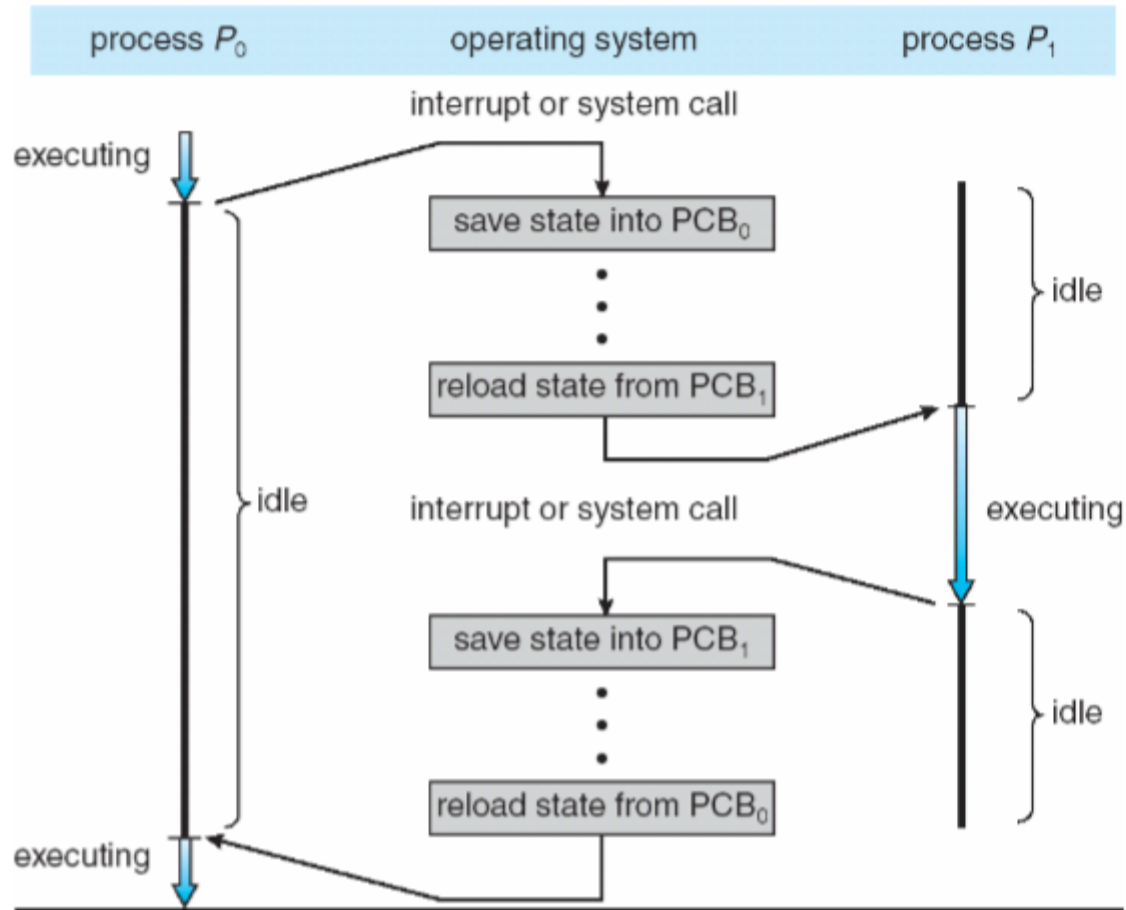 process P₀
operating system
process P₁
interrupt or system call
executing
save state into PCB₀
idle
reload state from PCB₁
idle
interrupt or system call
executing
save state into PCB₁
idle
reload state from PCB₀
executing